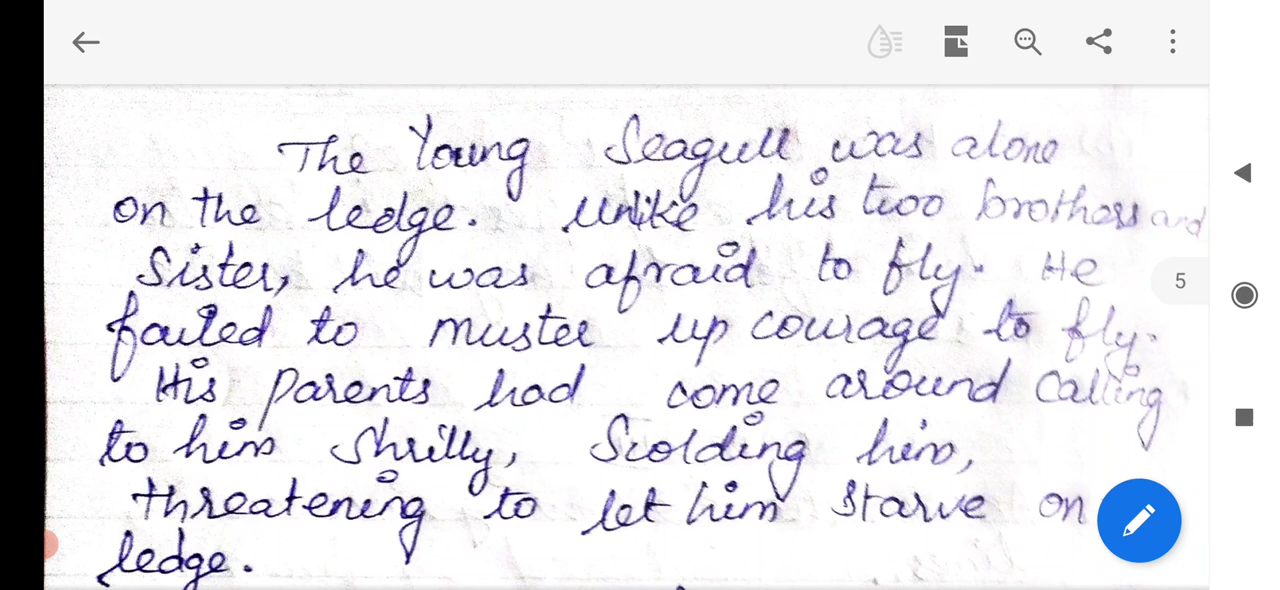 The Young Seagull was alone
on the ledge. Unlike his two brothers and
Sister, he was afraid to fly. He
5
failed to muster up courage to fly.
His parents had come around calling
to him shrilly, Scolding him,
threatening to let him starve on
ledge.